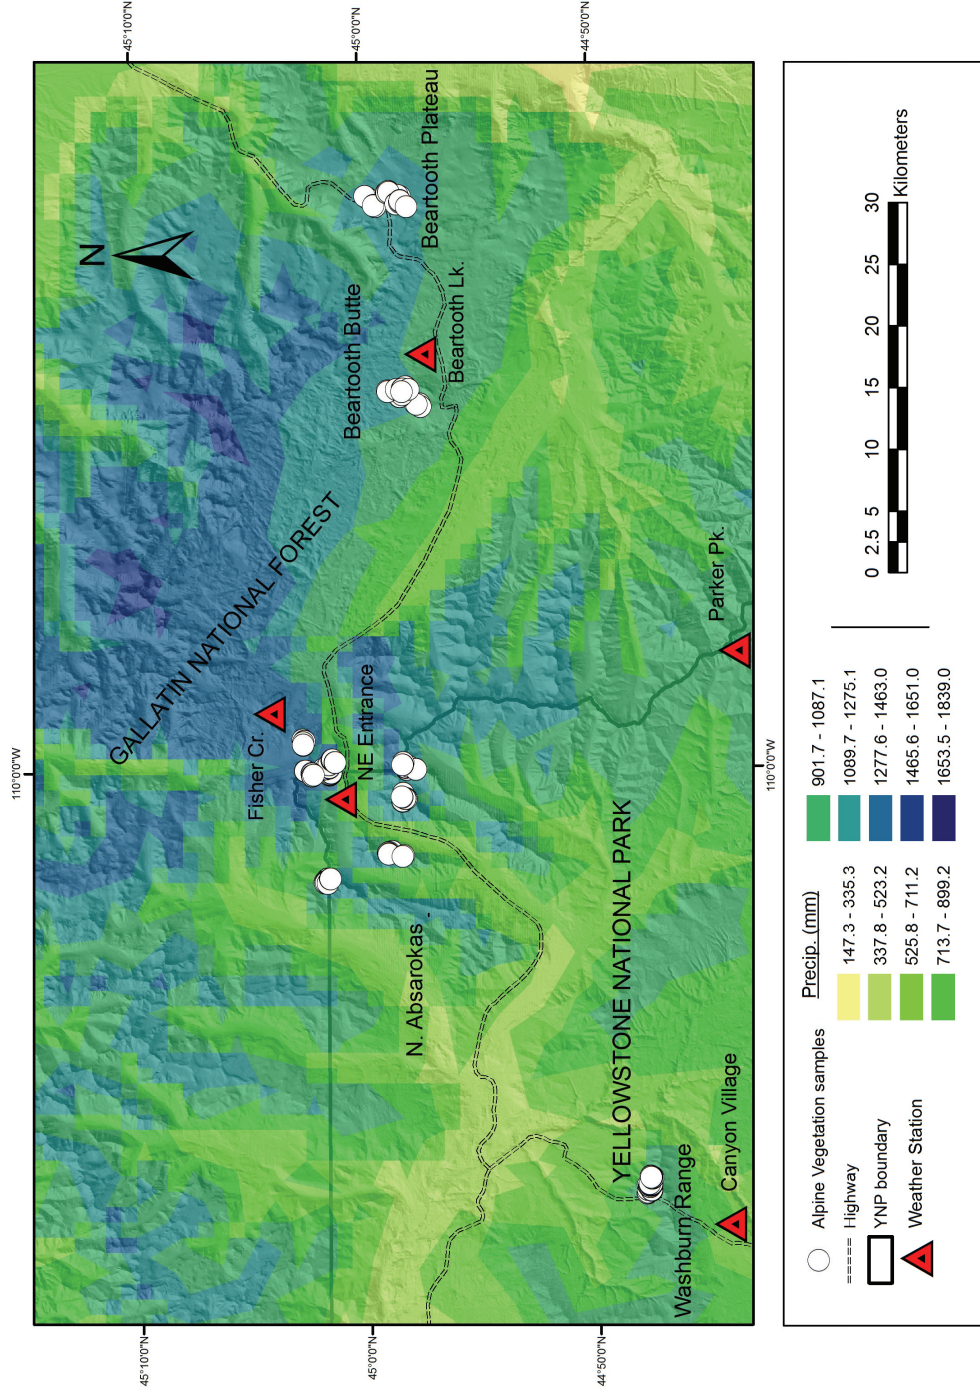 110°0'0"W
45°10'0"N
45°0'0"N
44°50'0"N
N
GALLATIN NATIONAL FOREST
Fisher Cr.
NE Entrance
Beartooth Butte
Beartooth Lk.
Beartooth Plateau
N. Absarokas
YELLOWSTONE NATIONAL PARK
Parker Pk.
Washburn Range
Canyon Village
45°10'0"N
45°0'0"N
44°50'0"N
110°0'0"W
Alpine Vegetation samples
Highway
YNP boundary
Weather Station
Precip. (mm)
147.3 - 335.3
337.8 - 523.2
525.8 - 711.2
713.7 - 899.2
901.7 - 1087.1
1089.7 - 1275.1
1277.6 - 1463.0
1465.6 - 1651.0
1653.5 - 1839.0
0 2.5 5 10 15 20 25 30
Kilometers